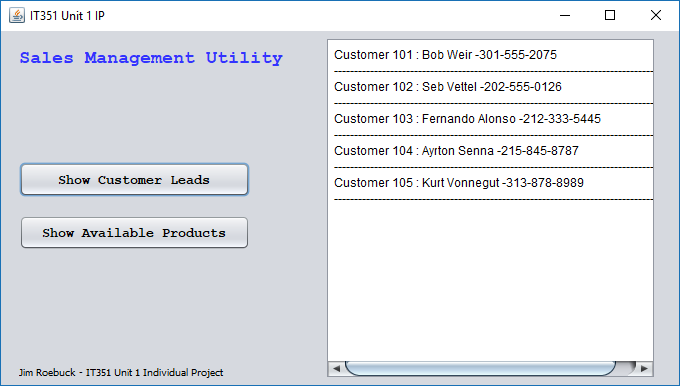 IT351 Unit 1 IP
Sales Management Utility
Show Customer Leads
Show Available Products
Jim Roebuck - IT351 Unit 1 Individual Project
Customer 101 : Bob Weir -301-555-2075
Customer 102 : Seb Vettel -202-555-0126
Customer 103 : Fernando Alonso -212-333-5445
Customer 104 : Ayrton Senna -215-845-8787
Customer 105 : Kurt Vonnegut -313-878-8989